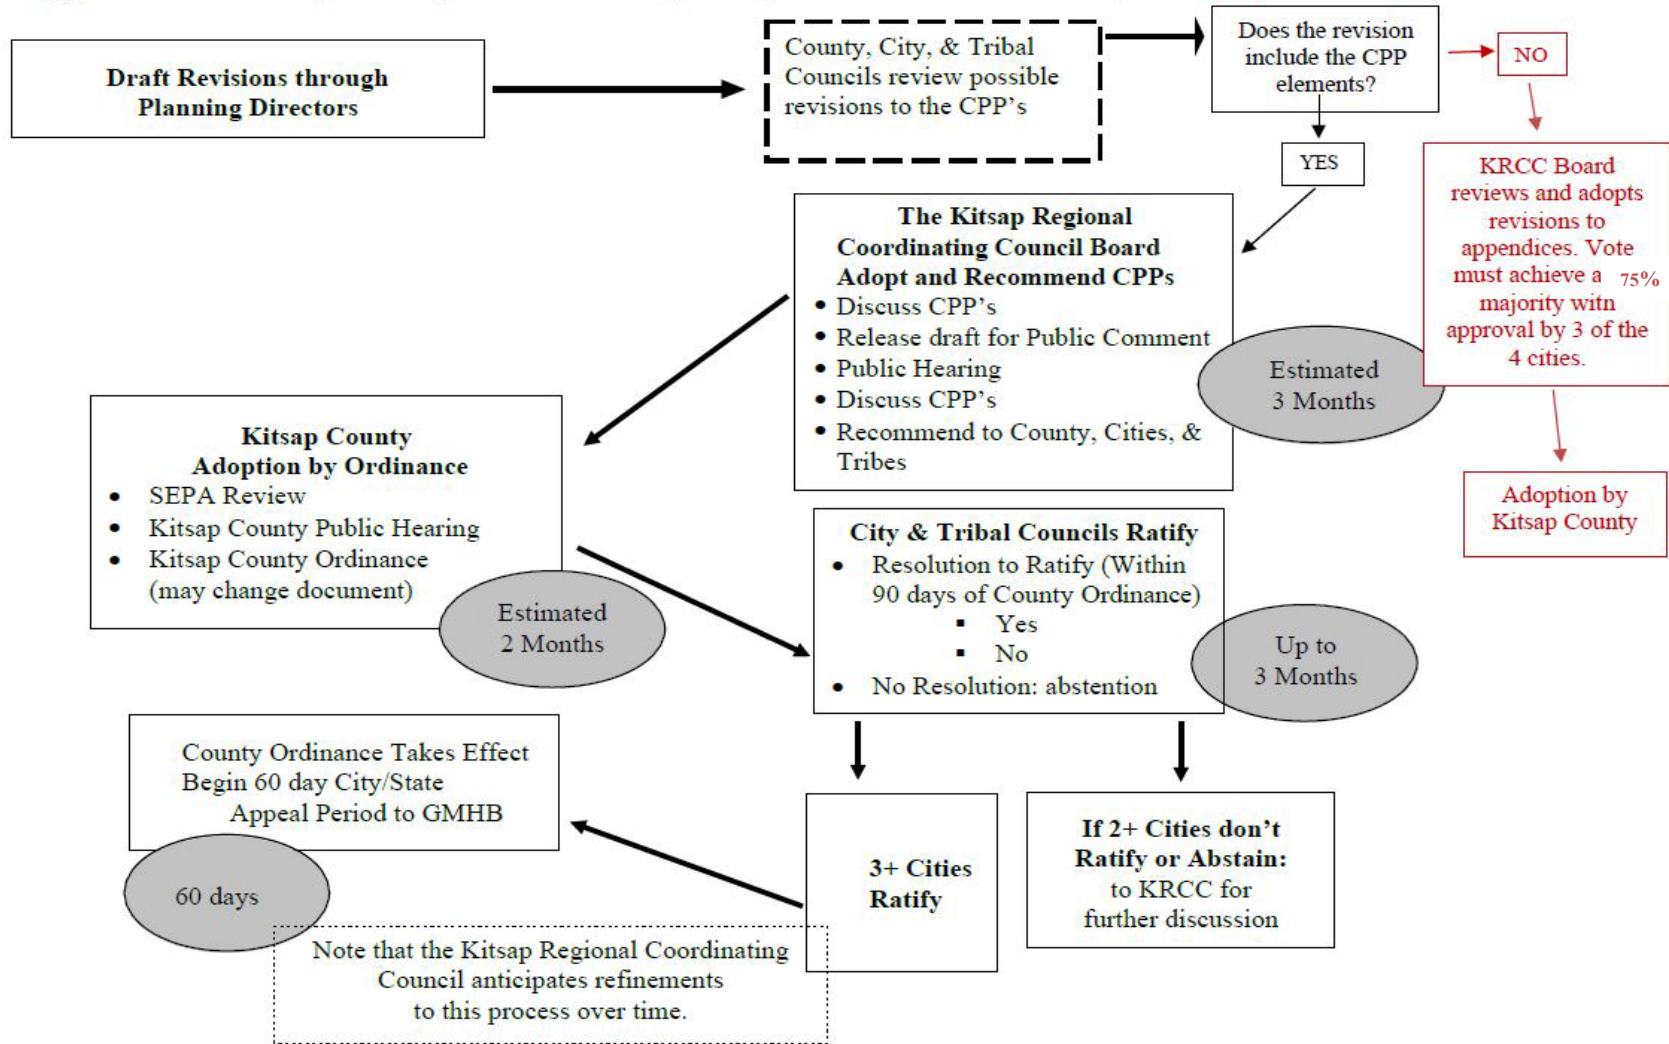 Draft Revisions through
Planning Directors
County, City, & Tribal
Councils review possible
revisions to the CPP's
Does the revision
include the CPP
elements?
NO
YES
KRCC Board
reviews and adopts
revisions to
appendices. Vote
must achieve a 75%
majority with
approval by 3 of the
4 cities.
Adoption by
Kitsap County
The Kitsap Regional
Coordinating Council Board
Adopt and Recommend CPPs
• Discuss CPP's
• Release draft for Public Comment
• Public Hearing
• Discuss CPP's
• Recommend to County, Cities, &
Tribes
Estimated
3 Months
Kitsap County
Adoption by Ordinance
• SEPA Review
• Kitsap County Public Hearing
• Kitsap County Ordinance
(may change document)
Estimated
2 Months
City & Tribal Councils Ratify
• Resolution to Ratify (Within
90 days of County Ordinance)
▪ Yes
▪ No
• No Resolution: abstention
Up to
3 Months
County Ordinance Takes Effect
Begin 60 day City/State
Appeal Period to GMHB
60 days
3+ Cities
Ratify
If 2+ Cities don't
Ratify or Abstain:
to KRCC for
further discussion
Note that the Kitsap Regional Coordinating
Council anticipates refinements
to this process over time.